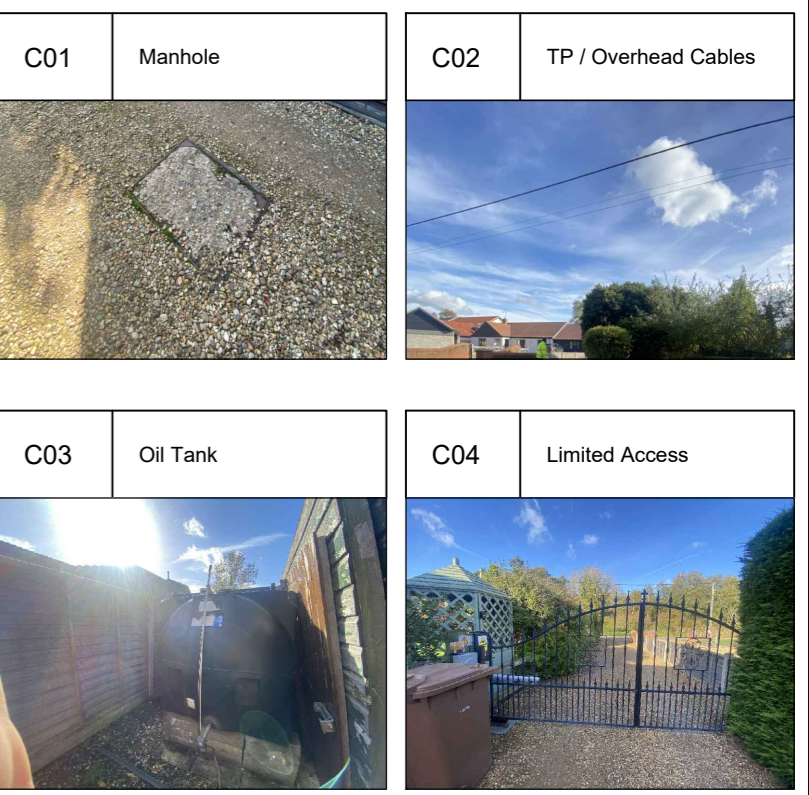 C01 Manhole
C02 TP / Overhead Cables
C03 Oil Tank
C04 Limited Access